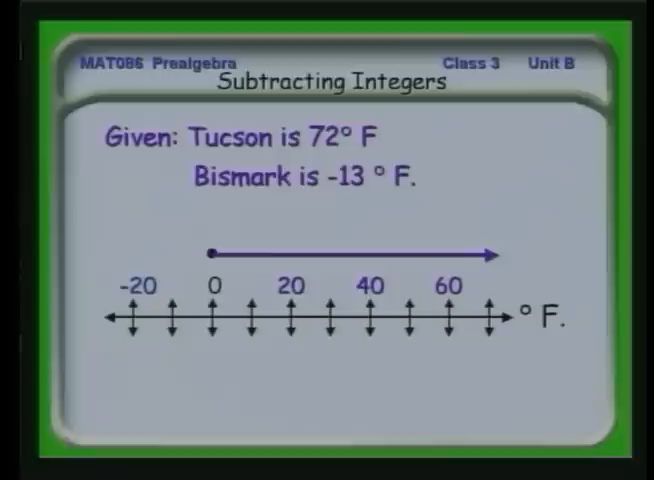 MAT086 Prealgebra Class 3 Unit B
Subtracting Integers
Given: Tucson is 72° F
Bismark is -13 ° F.
-20 0 20 40 60
° F.